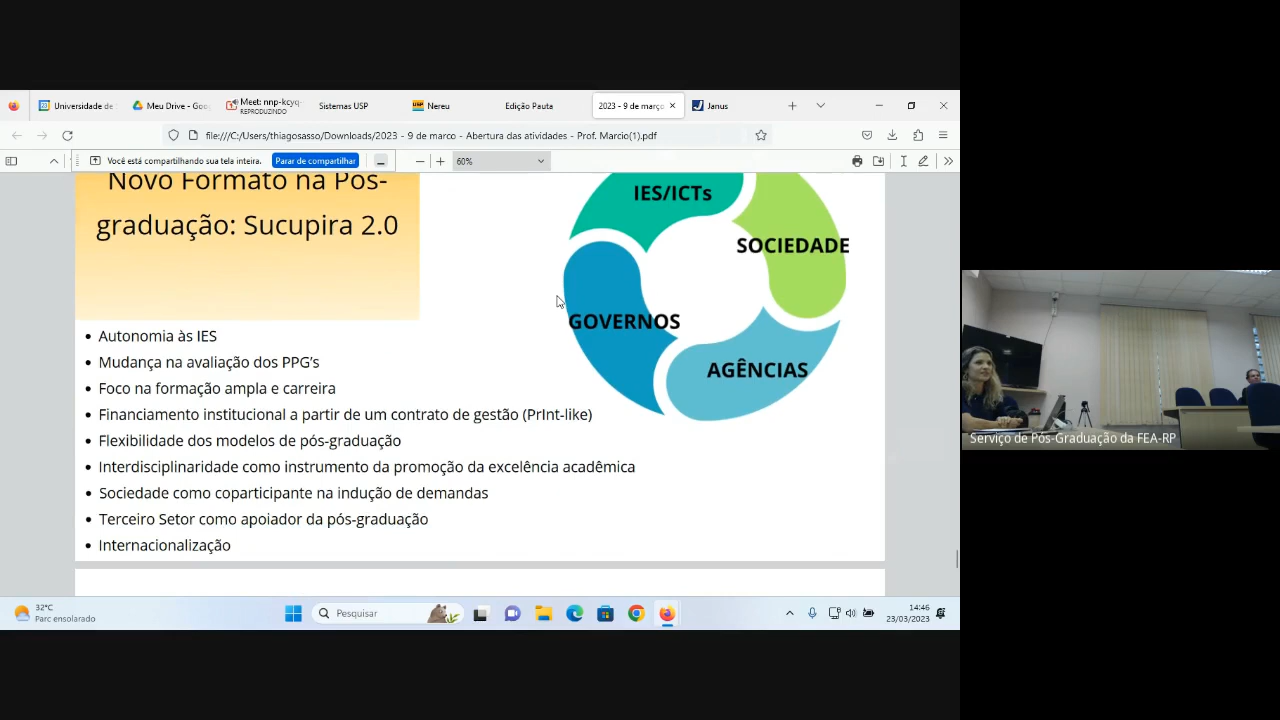 Universidade de S
Meu Drive - Goo
Meet: nnp-kcyq-
REPRODUZINDO
Sistemas USP
Nereu
Edição Pauta
2023 - 9 de març
Janus
file:///C:/Users/thiagosasso/Downloads/2023 - 9 de marco - Abertura das atividades - Prof. Marcio(1).pdf
Você está compartilhando sua tela inteira.
Parar de compartilhar
60%
Novo Formato na Pós-
graduação: Sucupira 2.0
IES/ICTs
SOCIEDADE
GOVERNOS
AGÊNCIAS
• Autonomia às IES
• Mudança na avaliação dos PPG's
• Foco na formação ampla e carreira
• Financiamento institucional a partir de um contrato de gestão (PrInt-like)
• Flexibilidade dos modelos de pós-graduação
• Interdisciplinaridade como instrumento da promoção da excelência acadêmica
• Sociedade como coparticipante na indução de demandas
• Terceiro Setor como apoiador da pós-graduação
• Internacionalização
Serviço de Pós-Graduação da FEA-RP
32°C
Parc ensolarado
Pesquisar
14:46
23/03/2023